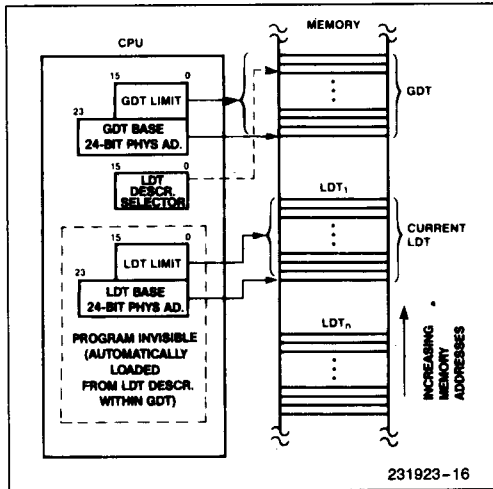 CPU
MEMORY
15 0
GDT LIMIT
23
GDT BASE
24-BIT PHYS AD.
GDT
15 0
LDT
DESCR.
SELECTOR
LDT₁
15 0
LDT LIMIT
23
LDT BASE
24-BIT PHYS AD.
CURRENT
LDT
PROGRAM INVISIBLE
(AUTOMATICALLY
LOADED
FROM LDT DESCR.
WITHIN GDT)
LDTₙ
INCREASING
MEMORY
ADDRESSES
231923-16